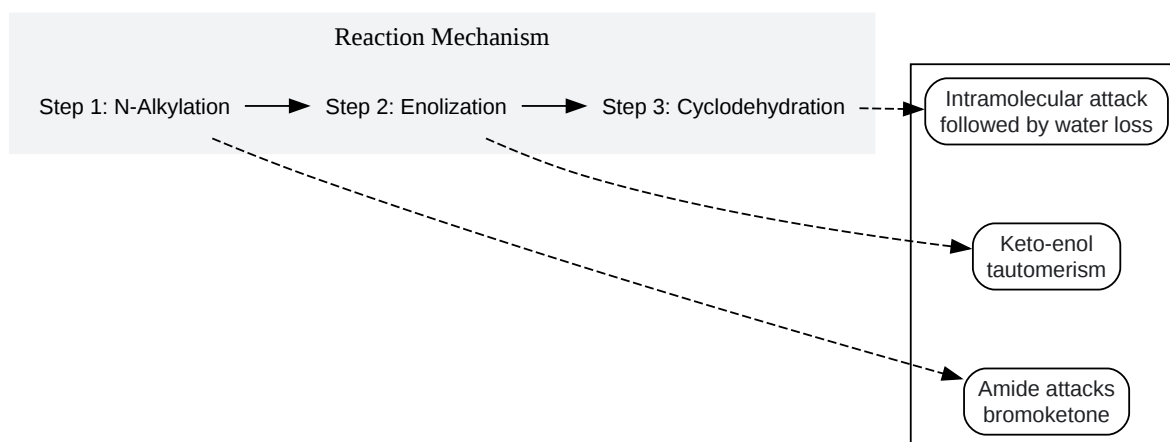 Reaction Mechanism
Step 1: N-Alkylation
Step 2: Enolization
Step 3: Cyclodehydration
Intramolecular attack
followed by water loss
Keto-enol
tautomerism
Amide attacks
bromoketone